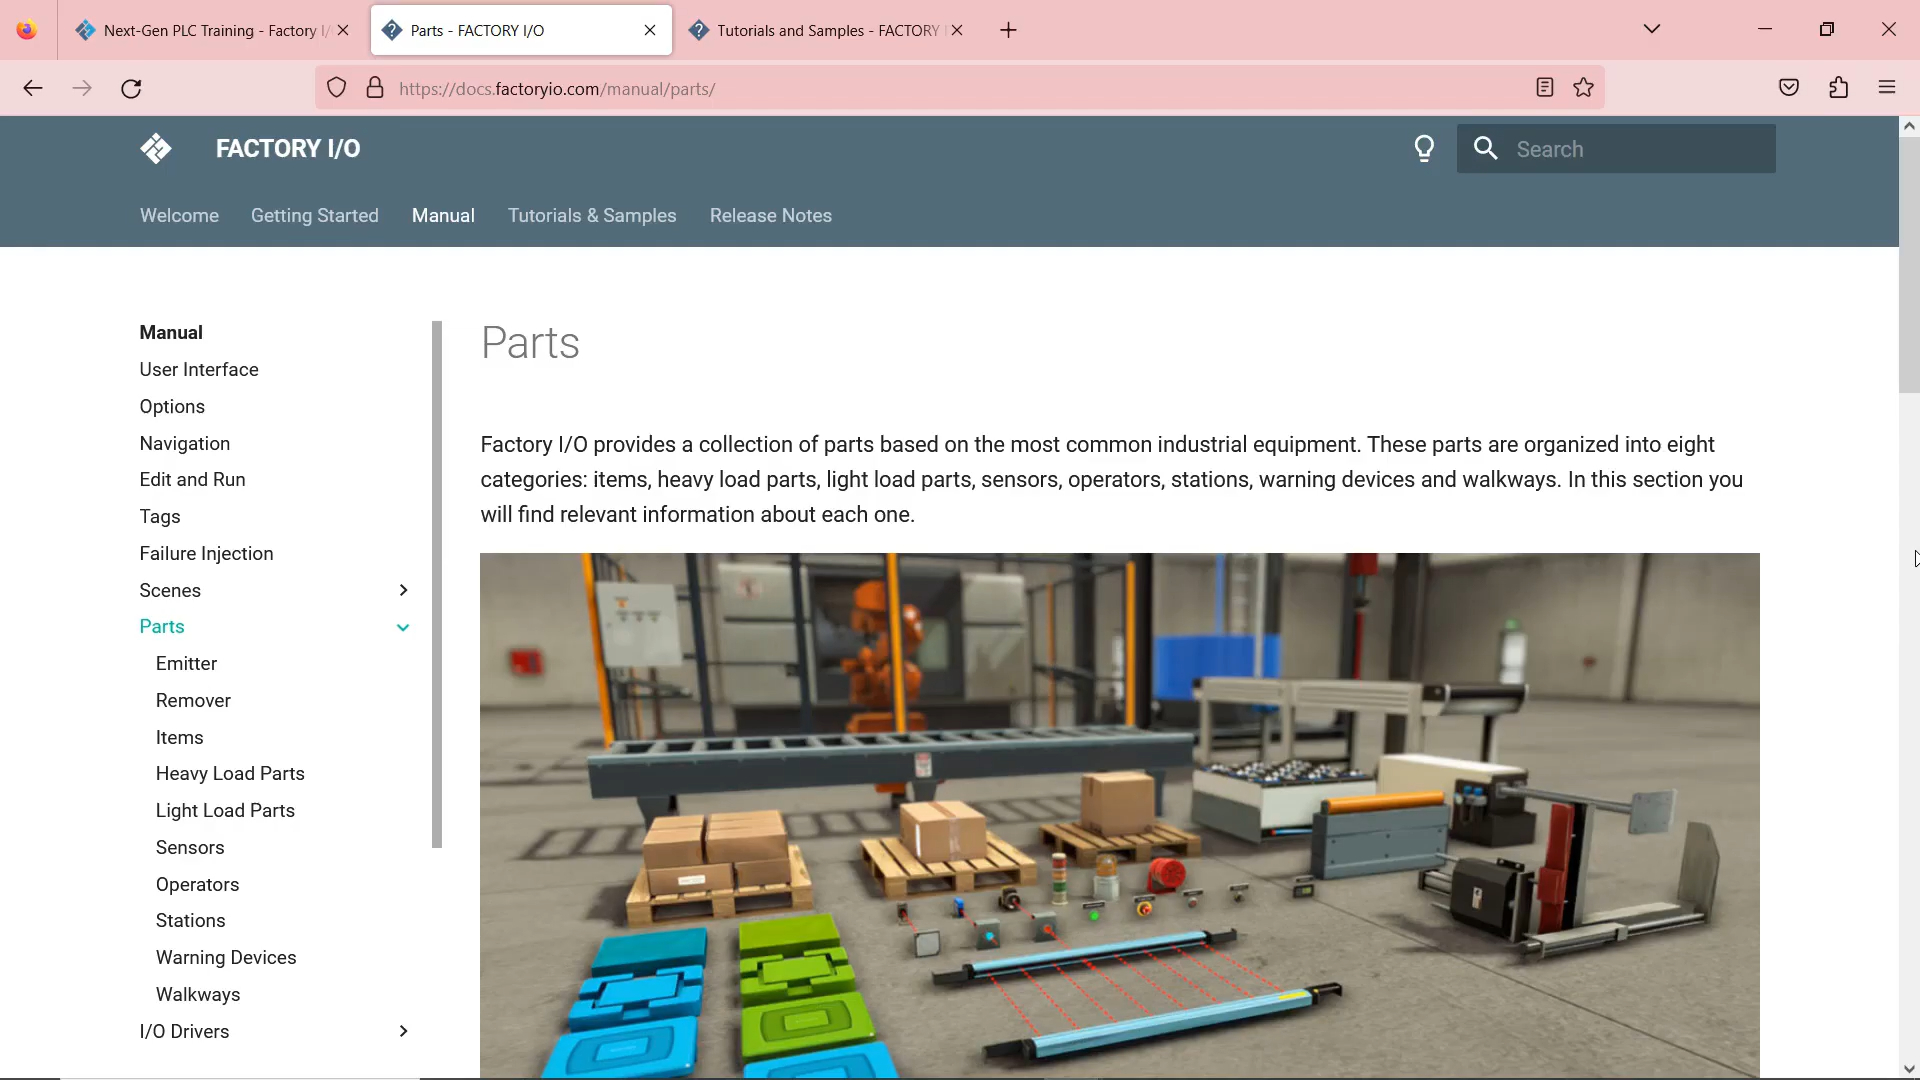 Next-Gen PLC Training - Factory I/
Parts - FACTORY I/O
Tutorials and Samples - FACTORY I
https://docs.factoryio.com/manual/parts/
FACTORY I/O
Search
Welcome
Getting Started
Manual
Tutorials & Samples
Release Notes
Manual
User Interface
Options
Navigation
Edit and Run
Tags
Failure Injection
Scenes
Parts
Emitter
Remover
Items
Heavy Load Parts
Light Load Parts
Sensors
Operators
Stations
Warning Devices
Walkways
I/O Drivers
Parts
Factory I/O provides a collection of parts based on the most common industrial equipment. These parts are organized into eight
categories: items, heavy load parts, light load parts, sensors, operators, stations, warning devices and walkways. In this section you
will find relevant information about each one.